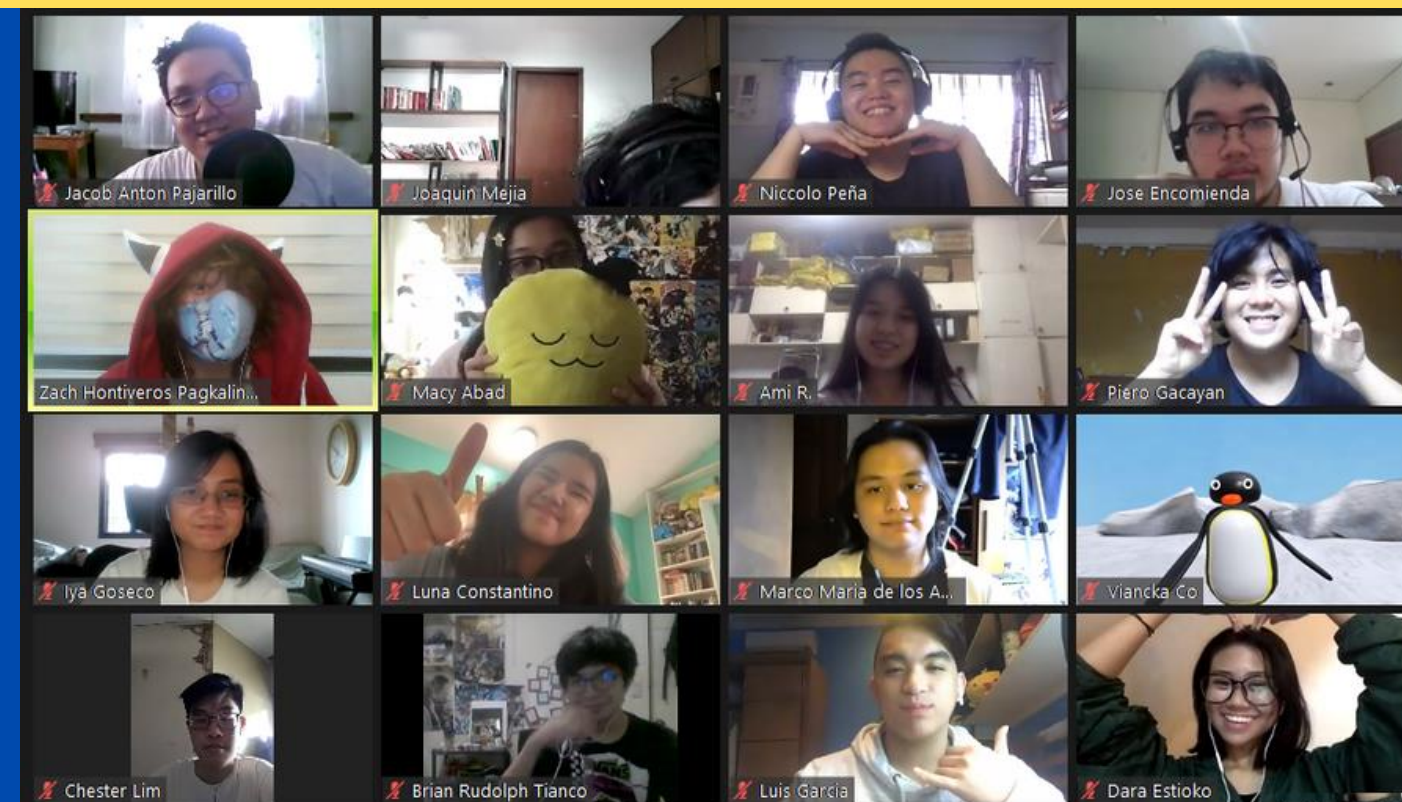 Jacob Anton Pajarillo
Joaquin Mejia
Niccolo Peña
Jose Encomienda
Zach Hontiveros Pagkalin...
Macy Abad
Ami R.
Piero Gacayan
Iya Goseco
Luna Constantino
Marco Maria de los A...
Viancka Co
Chester Lim
Brian Rudolph Tianco
VANS
Luis Garcia
Dara Estioko